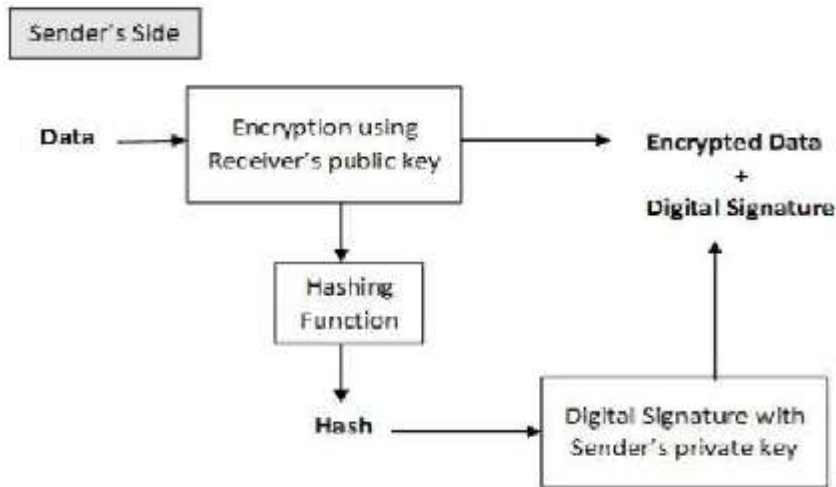 Sender's Side
Data
Encryption using
Receiver's public key
Encrypted Data
+
Digital Signature
Hashing
Function
Hash
Digital Signature with
Sender's private key